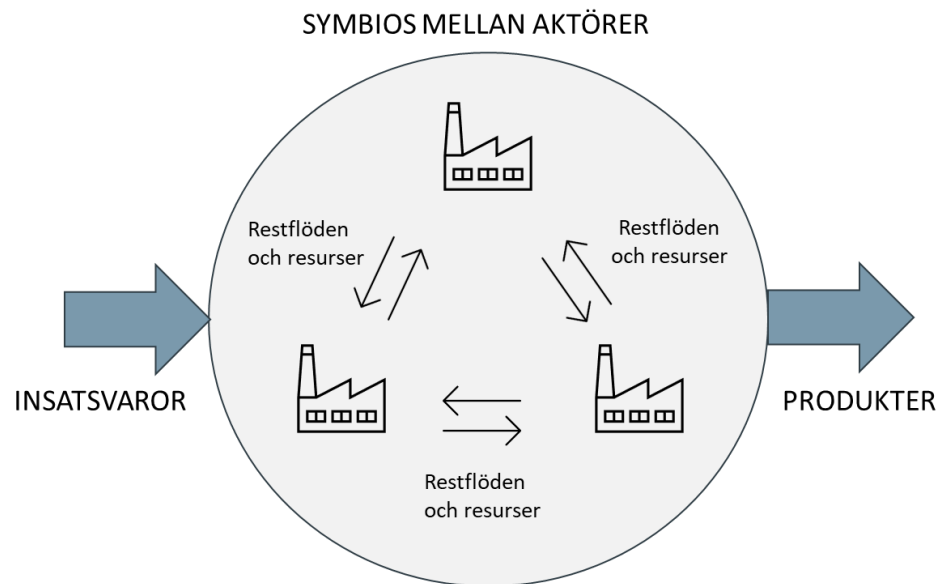 SYMBIOS MELLAN AKTÖRER
Restflöden
och resurser
Restflöden
och resurser
INSATSVAROR
PRODUKTER
Restflöden
och resurser